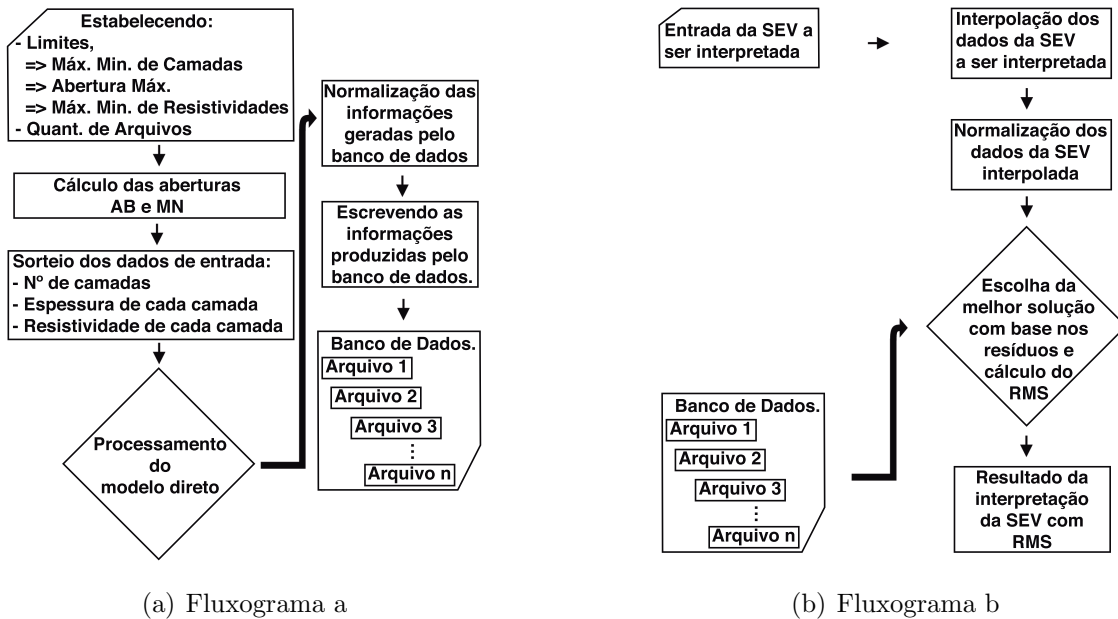 Estabelecendo:
- Limites,
=> Máx. Min. de Camadas
=> Abertura Máx.
=> Máx. Min. de Resistividades
- Quant. de Arquivos
Cálculo das aberturas
AB e MN
Sorteio dos dados de entrada:
- Nº de camadas
- Espessura de cada camada
- Resistividade de cada camada
Processamento
do
modelo direto
Normalização das
informações
geradas pelo
banco de dados
Escrevendo as
informações
produzidas pelo
banco de dados.
Banco de Dados.
Arquivo 1
Arquivo 2
Arquivo 3
Arquivo n
(a) Fluxograma a
Entrada da SEV a
ser interpretada
Interpolação dos
dados da SEV
a ser interpretada
Normalização dos
dados da SEV
interpolada
Escolha da
melhor solução
com base nos
resíduos e
cálculo do
RMS
Banco de Dados.
Arquivo 1
Arquivo 2
Arquivo 3
Arquivo n
Resultado da
interpretação
da SEV com
RMS
(b) Fluxograma b